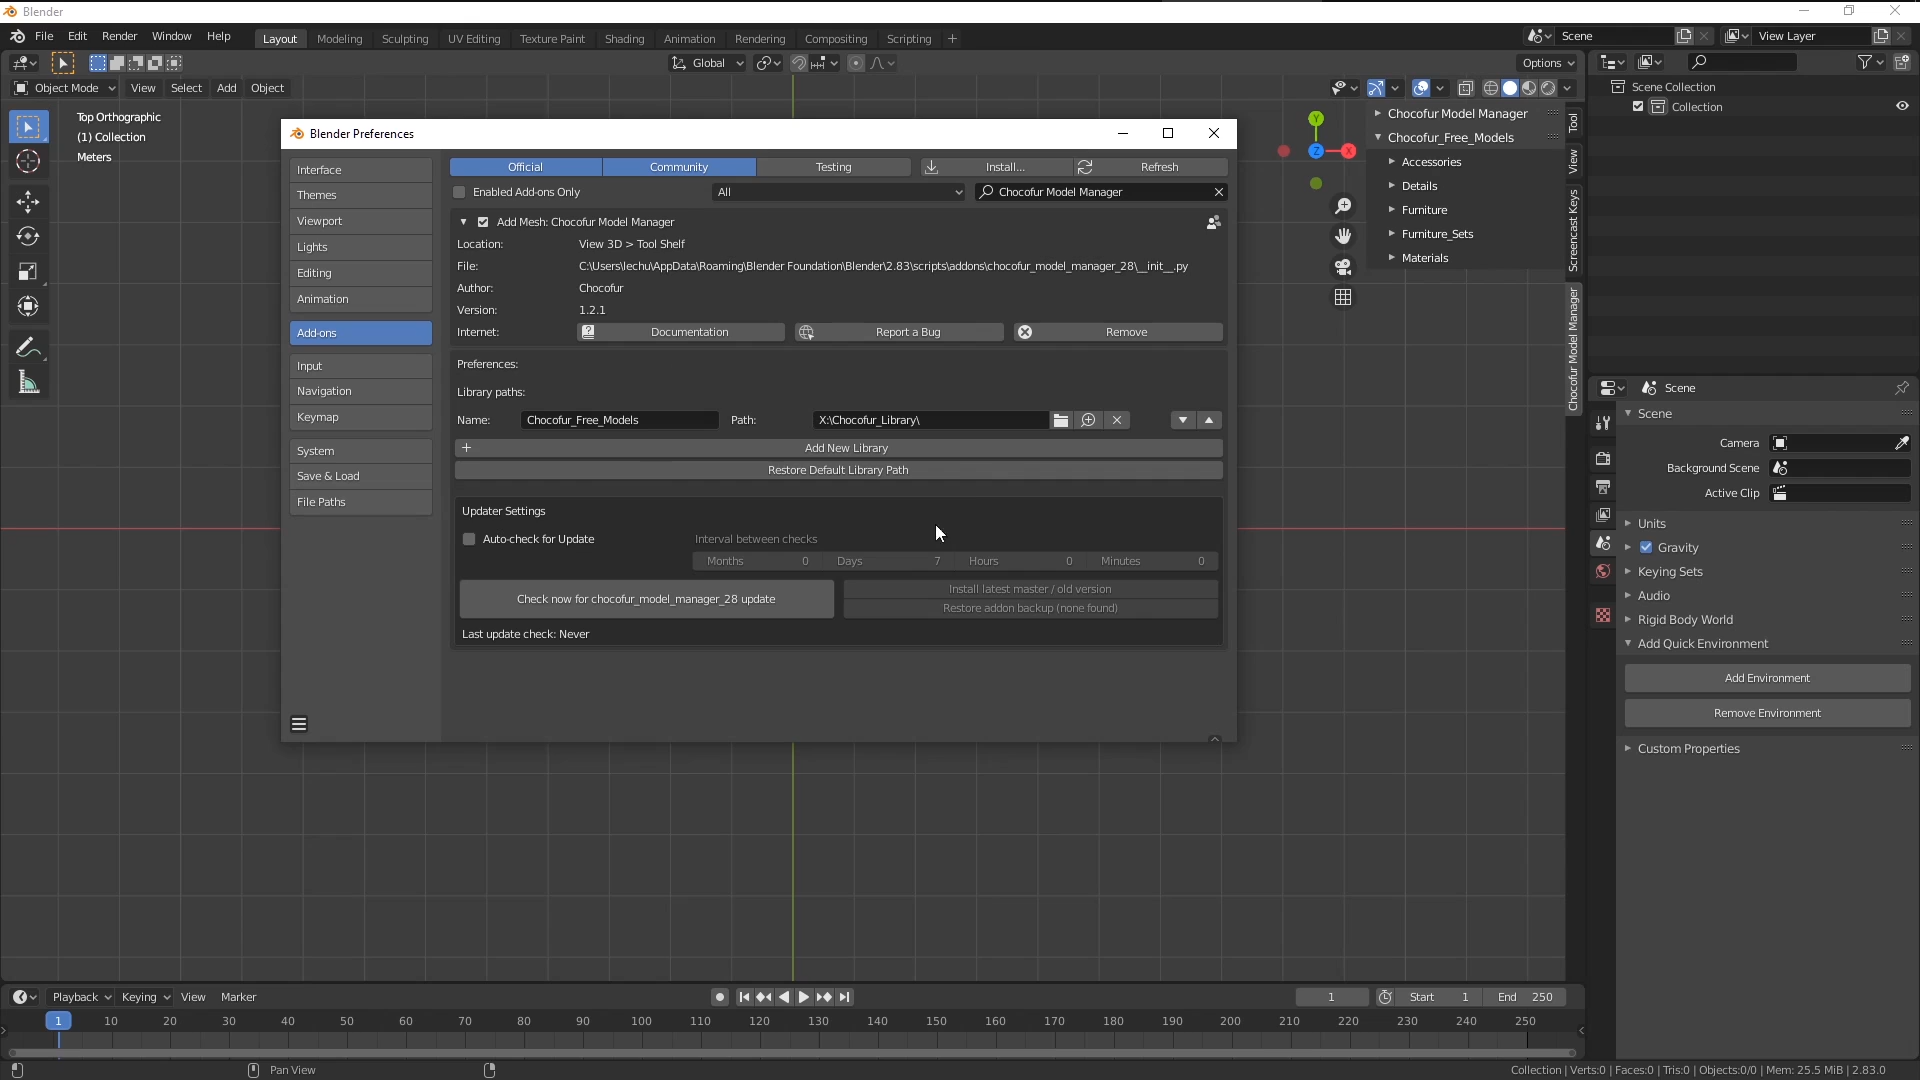 Blender
File Edit Render Window Help Layout Modeling Sculpting UV Editing Texture Paint Shading Animation Rendering Compositing Scripting + Scene View Layer
Global Options
Object Mode View Select Add Object
Top Orthographic
(1) Collection
Meters
Blender Preferences
Interface
Themes
Viewport
Lights
Editing
Animation
Add-ons
Input
Navigation
Keymap
System
Save & Load
File Paths
Official Community Testing Install... Refresh
Enabled Add-ons Only All Chocofur Model Manager
Add Mesh: Chocofur Model Manager
Location: View 3D > Tool Shelf
File: C:\Users\lechu\AppData\Roaming\Blender Foundation\Blender\2.83\scripts\addons\chocofur_model_manager_28\__init__.py
Author: Chocofur
Version: 1.2.1
Internet: Documentation Report a Bug Remove
Preferences:
Library paths:
Name: Chocofur_Free_Models Path: X:\Chocofur_Library\
+ Add New Library
Restore Default Library Path
Updater Settings
Auto-check for Update Interval between checks
Months 0 Days 7 Hours 0 Minutes 0
Check now for chocofur_model_manager_28 update
Install latest master / old version
Restore addon backup (none found)
Last update check: Never
Y
Z
X
Chocofur Model Manager
Chocofur_Free_Models
Accessories
Details
Furniture
Furniture_Sets
Materials
Tool
View
Screencast Keys
Chocofur Model Manager
Scene Collection
Collection
Scene
Scene
Camera
Background Scene
Active Clip
Units
Gravity
Keying Sets
Audio
Rigid Body World
Add Quick Environment
Add Environment
Remove Environment
Custom Properties
Playback Keying View Marker 1 Start 1 End 250
1 10 20 30 40 50 60 70 80 90 100 110 120 130 140 150 160 170 180 190 200 210 220 230 240 250
Pan View Collection | Verts:0 | Faces:0 | Tris:0 | Objects:0/0 | Mem: 25.5 MiB | 2.83.0